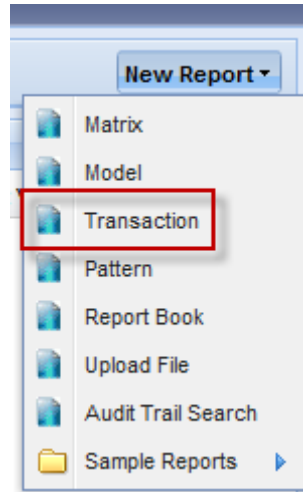 New Report
Matrix
Model
Transaction
Pattern
Report Book
Upload File
Audit Trail Search
Sample Reports